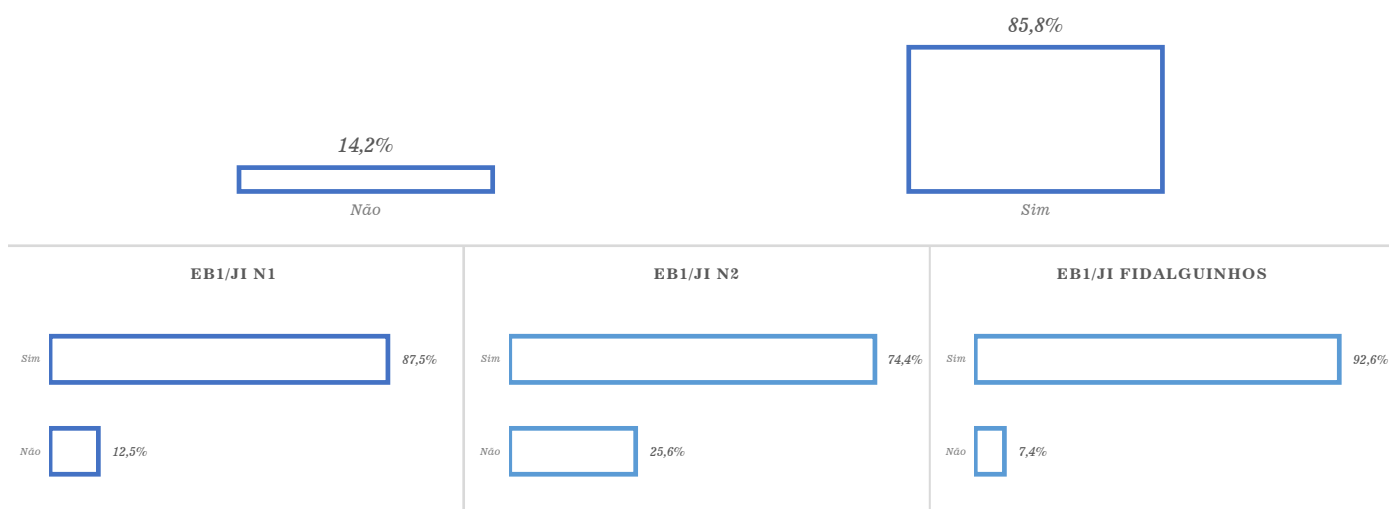 85,8%
14,2%
Não
Sim
EB1/JI N1
Sim
87,5%
Não
12,5%
EB1/JI N2
Sim
74,4%
Não
25,6%
EB1/JI FIDALGUINHOS
Sim
92,6%
Não
7,4%